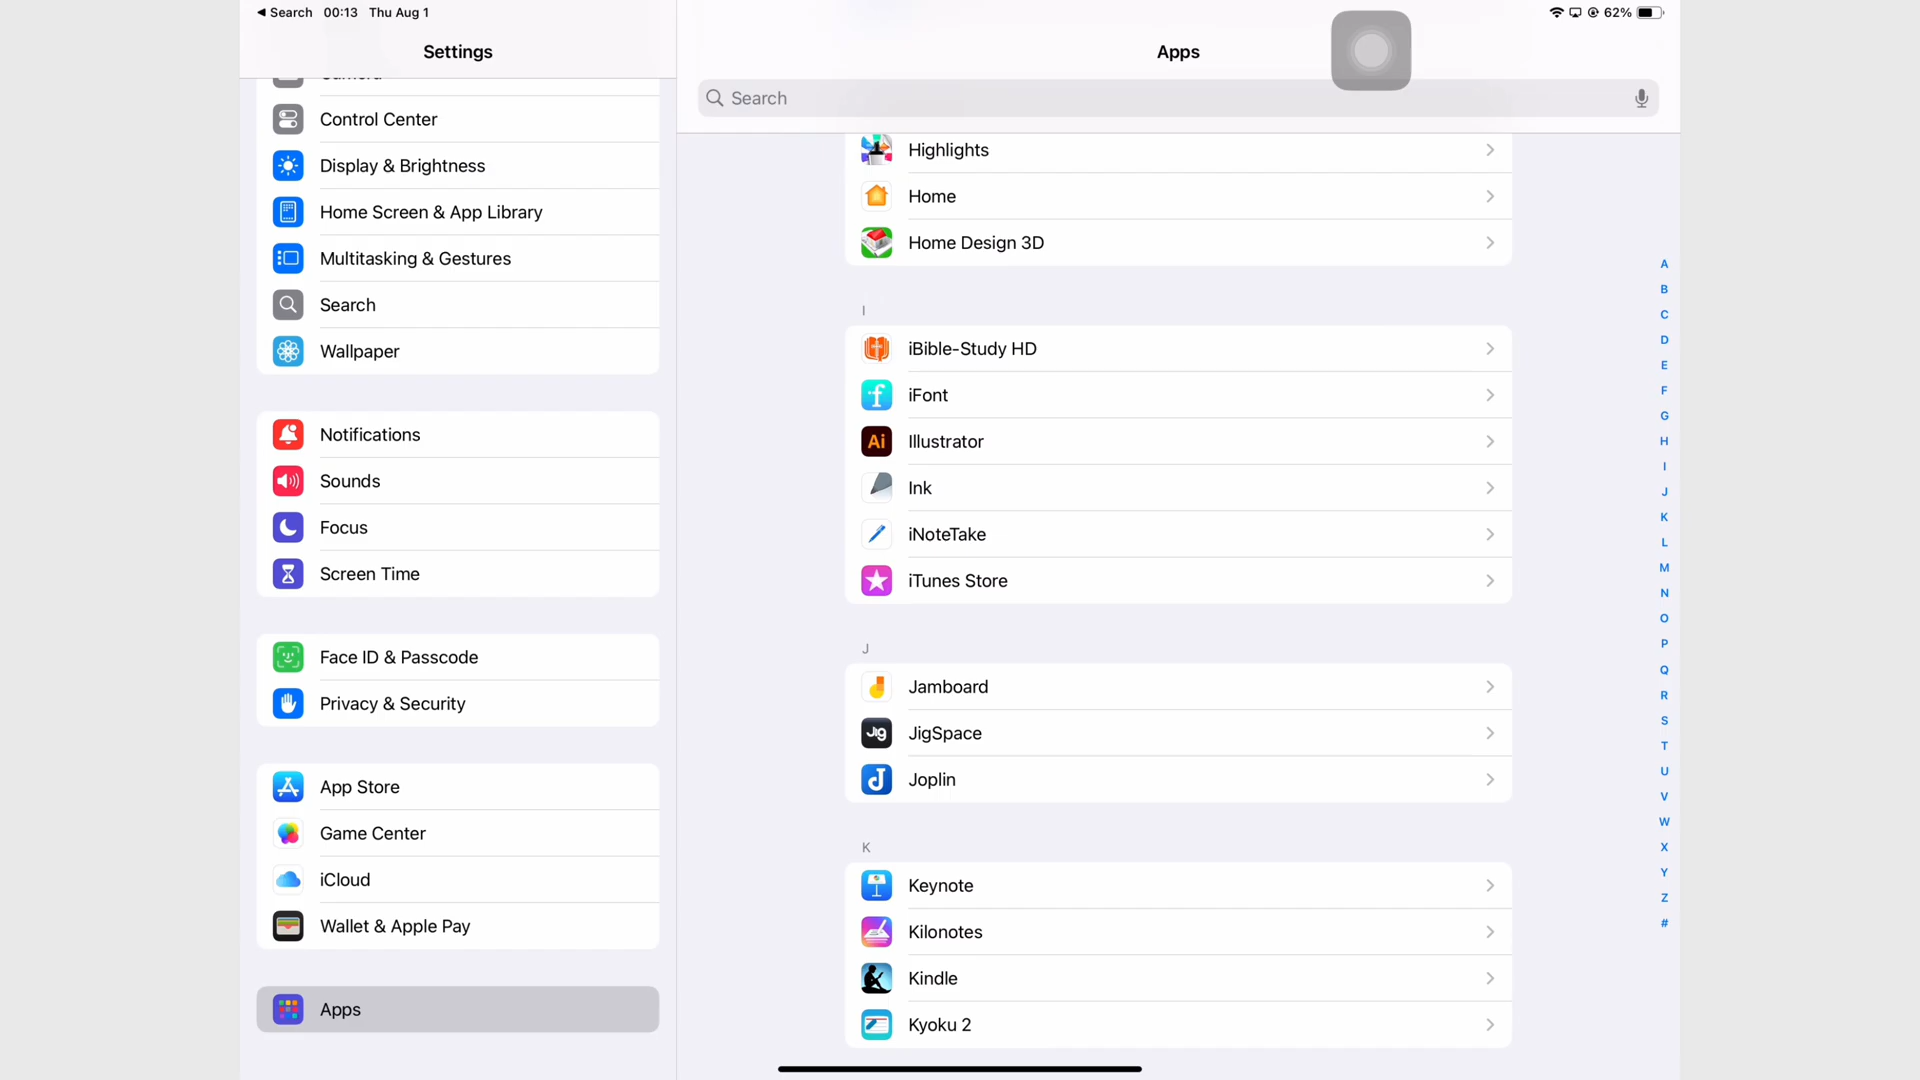 ◀ Search 00:13 Thu Aug 1
62%
Settings
Camera
Control Center
Display & Brightness
Home Screen & App Library
Multitasking & Gestures
Search
Wallpaper
Notifications
Sounds
Focus
Screen Time
Face ID & Passcode
Privacy & Security
App Store
Game Center
iCloud
Wallet & Apple Pay
Apps
Apps
Search
Highlights
Home
Home Design 3D
I
iBible-Study HD
iFont
Ai Illustrator
Ink
iNoteTake
iTunes Store
J
Jamboard
Jig JigSpace
Joplin
K
Keynote
Kilonotes
Kindle
Kyoku 2
A
B
C
D
E
F
G
H
I
J
K
L
M
N
O
P
Q
R
S
T
U
V
W
X
Y
Z
#